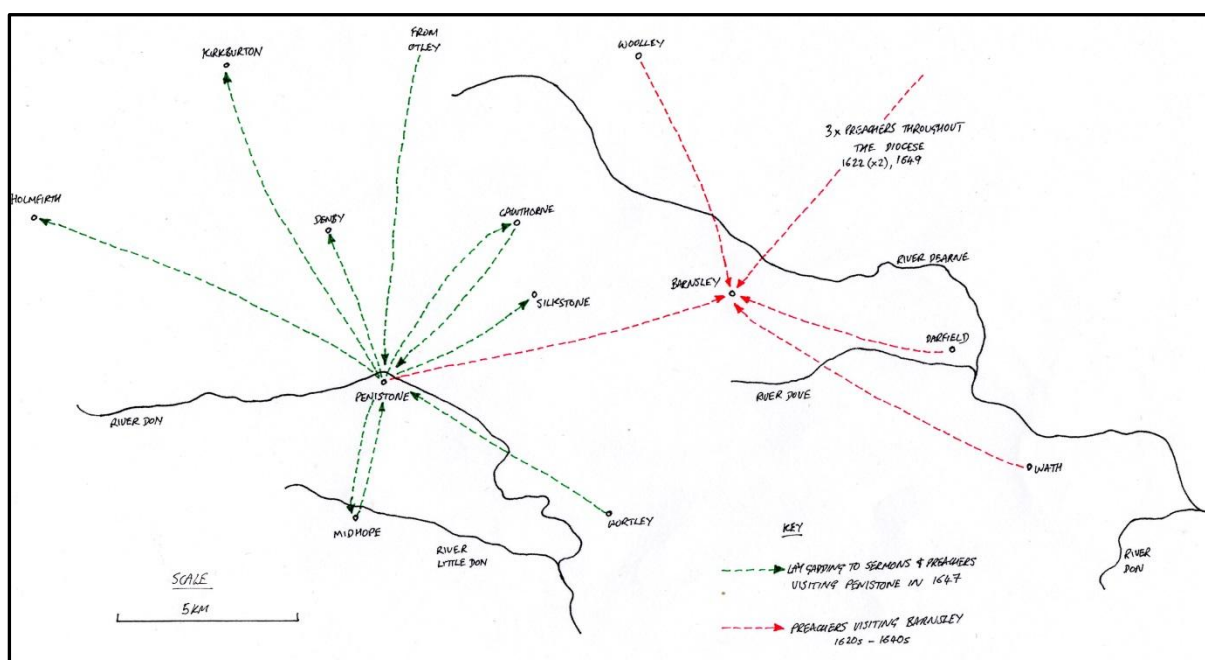 KIRKBURTON
FROM
OTLEY
WOOLLEY
3 x PREACHERS THROUGHOUT
THE DIOCESE
1622 (x2), 1649
HOLMFIRTH
DENBY
CAWTHORNE
RIVER DEARNE
BARNSLEY
SILKSTONE
DARFIELD
PENISTONE
RIVER DOVE
RIVER DON
WATH
MIDHOPE
WORTLEY
RIVER
LITTLE DON
KEY
RIVER
DON
LAY GADDING TO SERMONS & PREACHERS
VISITING PENISTONE IN 1647
SCALE
5 KM
PREACHERS VISITING BARNSLEY
1620s - 1640s